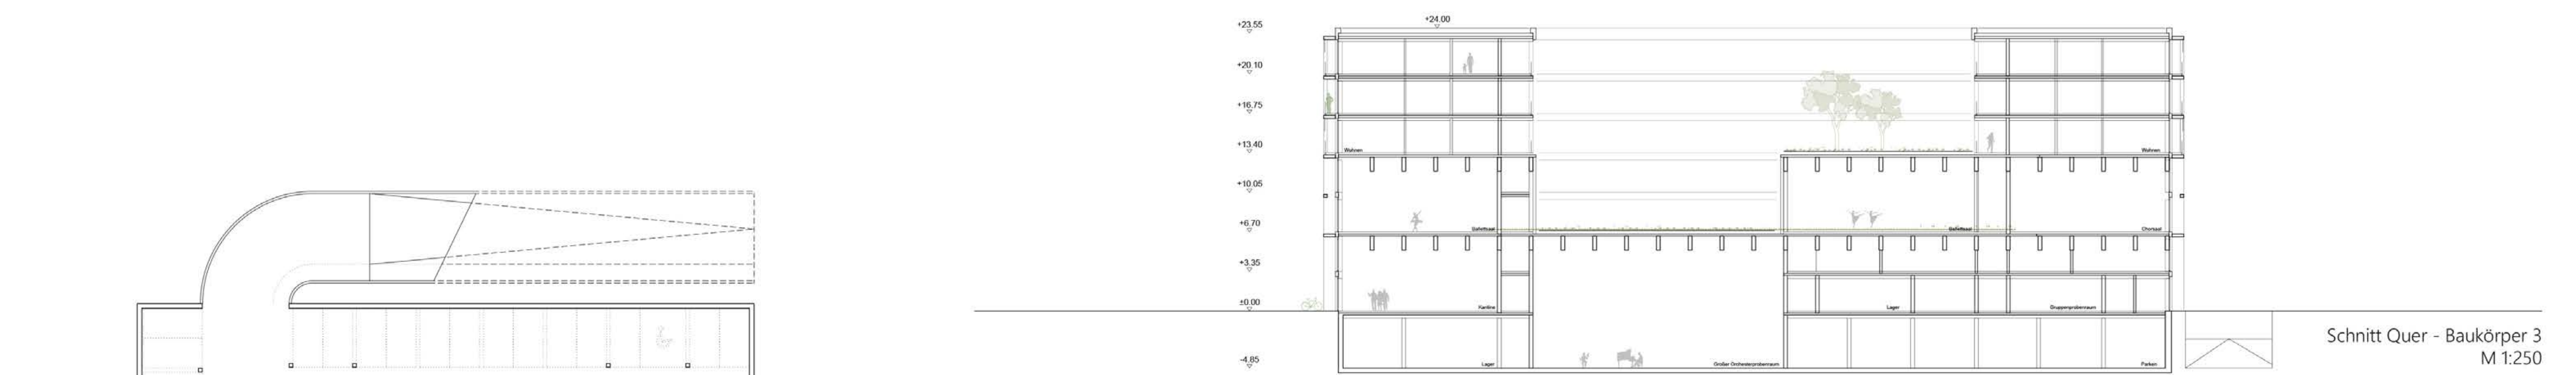 +24.00
+23.55
+20.10
+16.75
+13.40
Wohnen
Wohnen
+10.05
+6.70
Ballettsaal
Ballettsaal
Chorsaal
+3.35
±0.00
Kantine
Lager
Gruppenprobenraum
Schnitt Quer - Baukörper 3
M 1:250
-4.85
Lager
Großer Orchesterprobenraum
Parken